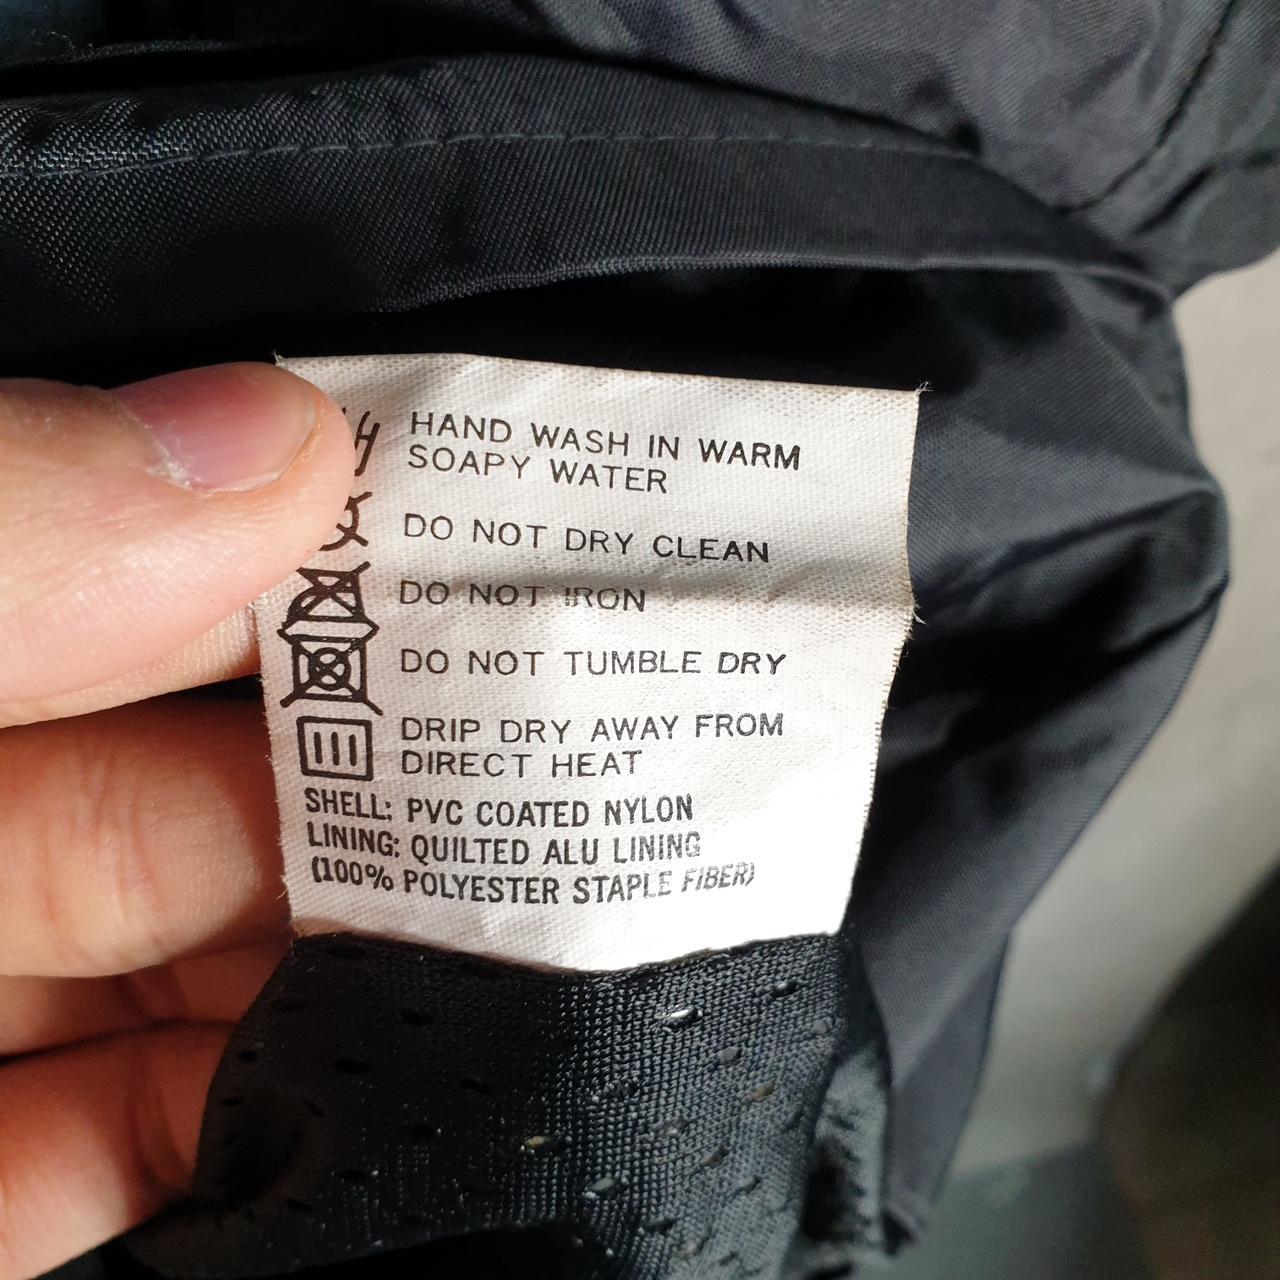 HAND WASH IN WARM
SOAPY WATER
DO NOT DRY CLEAN
DO NOT IRON
DO NOT TUMBLE DRY
DRIP DRY AWAY FROM
DIRECT HEAT
SHELL: PVC COATED NYLON
LINING: QUILTED ALU LINING
(100% POLYESTER STAPLE FIBER)